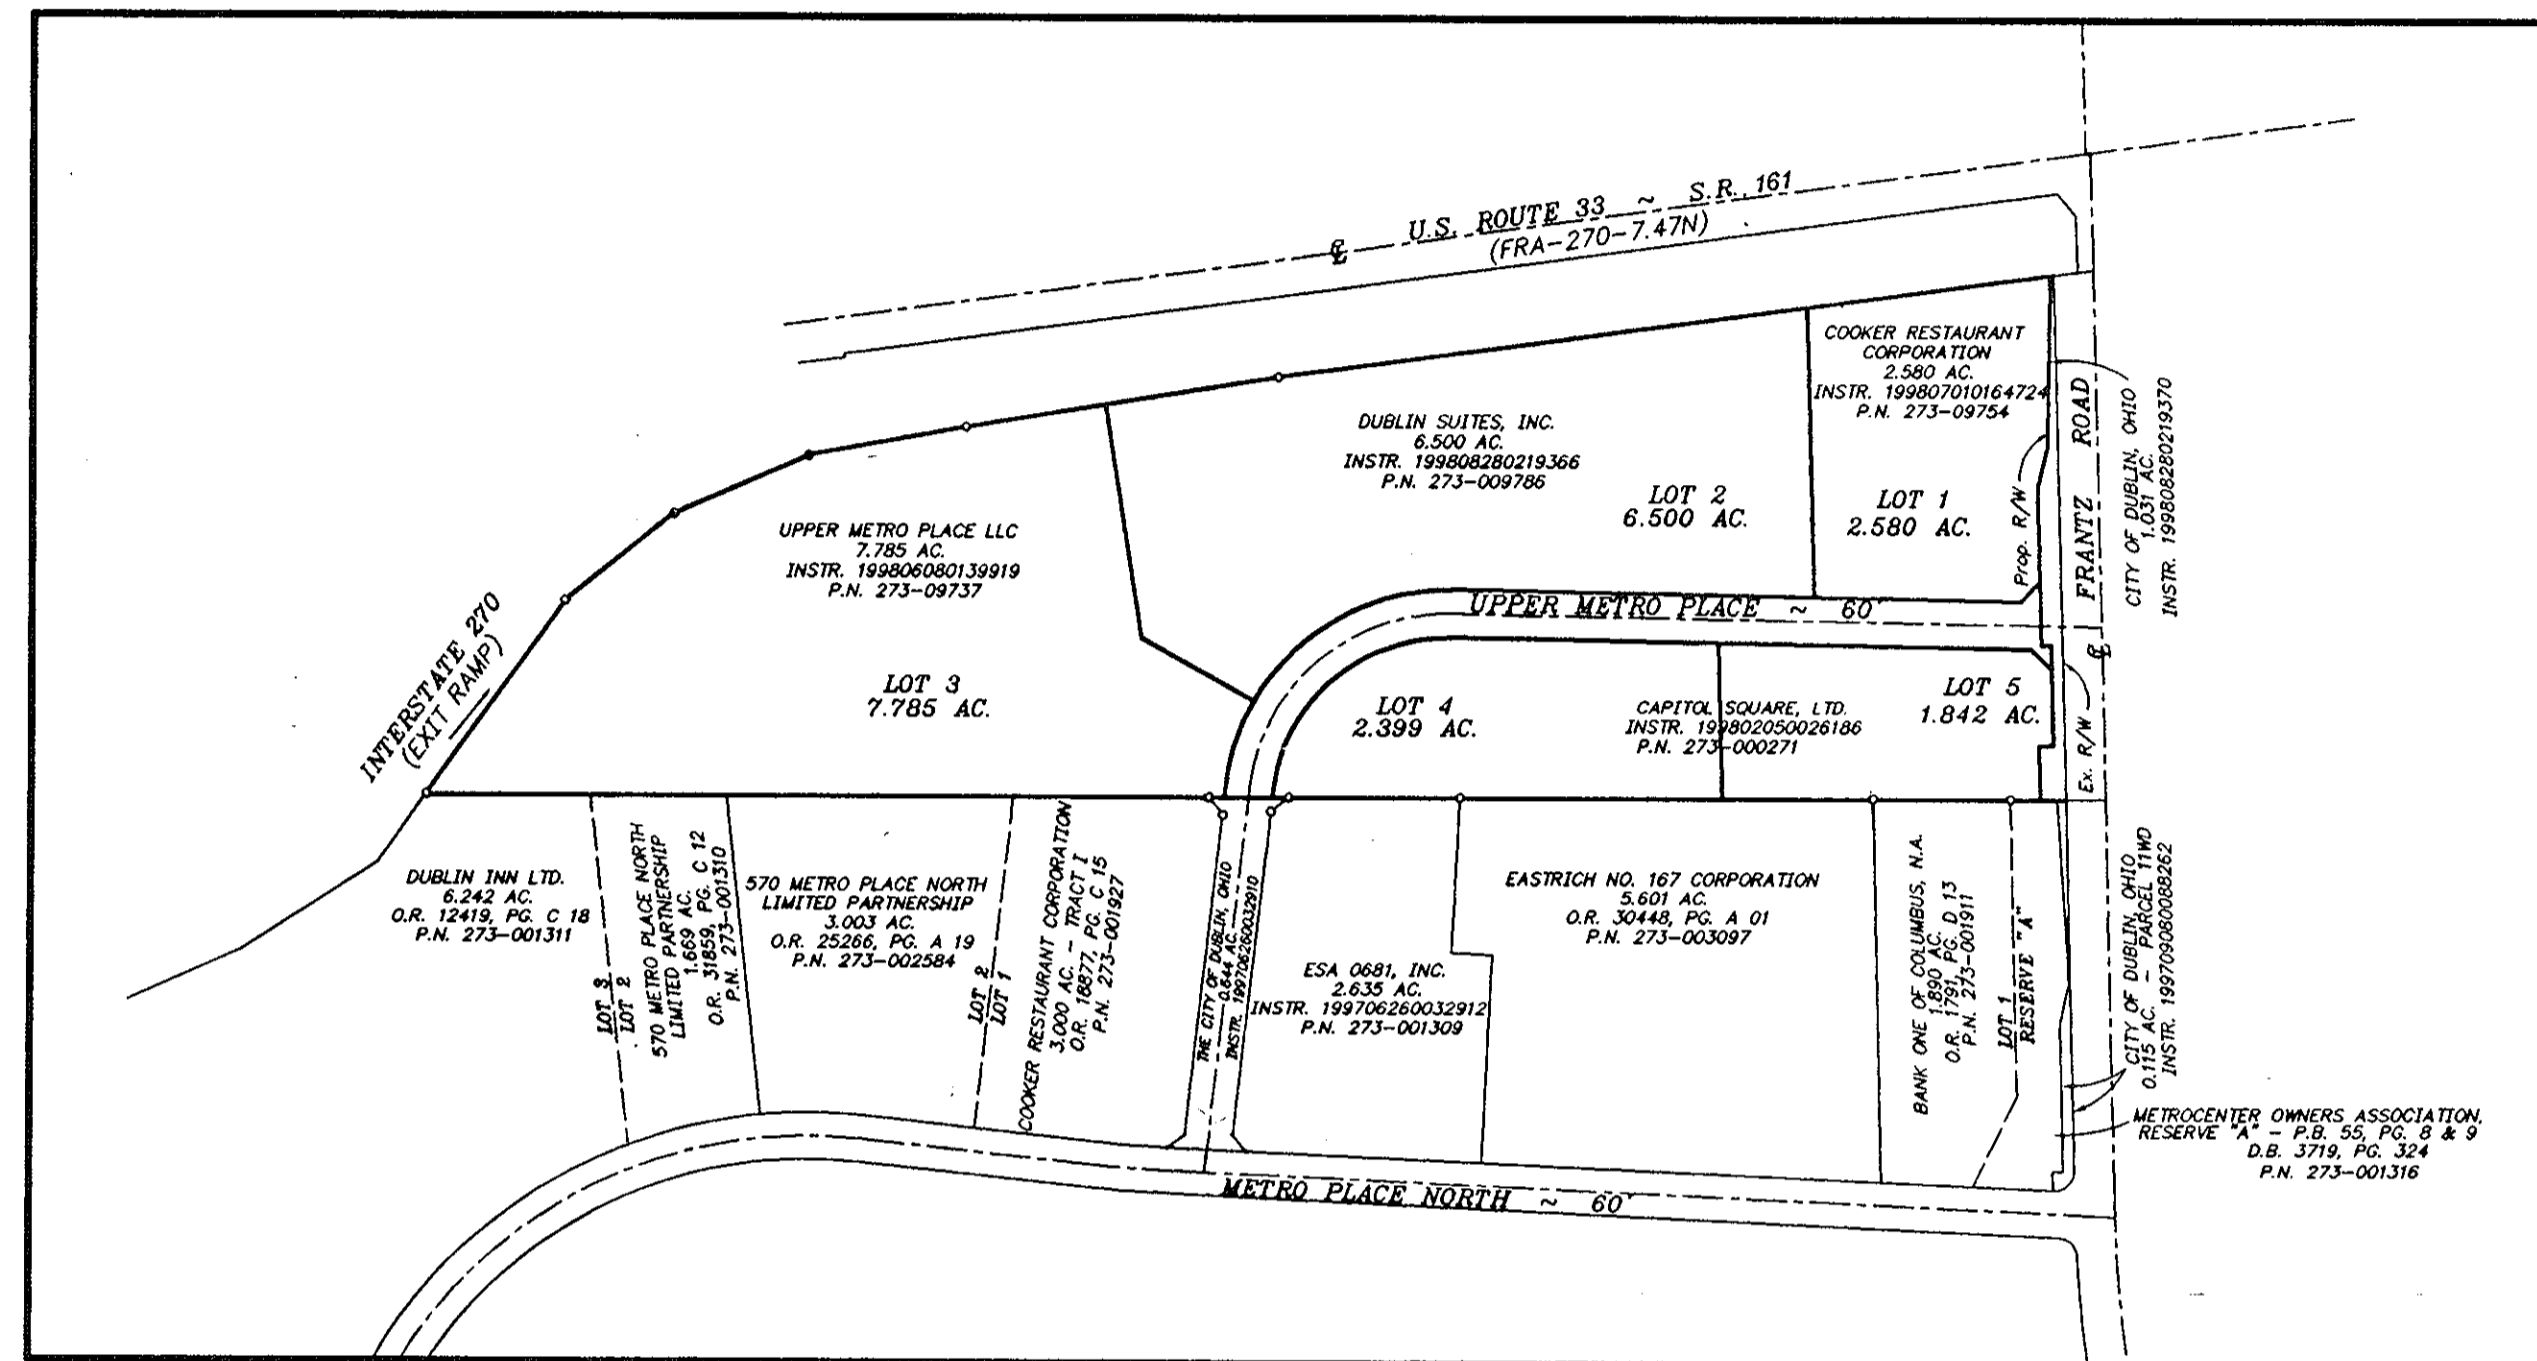 U.S. ROUTE 33 ~ S.R. 161
(FRA-270-7.47N)
COOKER RESTAURANT
CORPORATION
2.580 AC.
INSTR. 199807010164724
P.N. 273-09754
DUBLIN SUITES, INC.
6.500 AC.
INSTR. 199808280219366
P.N. 273-009786
LOT 2
6.500 AC.
LOT 1
2.580 AC.
Prop. R/W
FRANTZ ROAD
CITY OF DUBLIN, OHIO
1.031 AC.
INSTR. 199808280219370
UPPER METRO PLACE LLC
7.785 AC.
INSTR. 199806080139919
P.N. 273-09737
INTERSTATE 270
(EXIT RAMP)
LOT 3
7.785 AC.
UPPER METRO PLACE ~ 60'
LOT 4
2.399 AC.
CAPITOL SQUARE, LTD.
INSTR. 199802050026186
P.N. 273-000271
LOT 5
1.842 AC.
Ex. R/W
DUBLIN INN LTD.
6.242 AC.
O.R. 12419, PG. C 18
P.N. 273-001311
LOT 3
LOT 2
570 METRO PLACE NORTH
LIMITED PARTNERSHIP
1.669 AC.
O.R. 31859, PG. C 12
P.N. 273-001310
570 METRO PLACE NORTH
LIMITED PARTNERSHIP
3.003 AC.
O.R. 25266, PG. A 19
P.N. 273-002584
LOT 2
LOT 1
COOKER RESTAURANT CORPORATION
3.000 AC. - TRACT I
O.R. 18877, PG. C 15
P.N. 273-001927
THE CITY OF DUBLIN, OHIO
0.644 AC.
INSTR. 199706260032910
ESA 0681, INC.
2.635 AC.
INSTR. 199706260032912
P.N. 273-001309
EASTRICH NO. 167 CORPORATION
5.601 AC.
O.R. 30448, PG. A 01
P.N. 273-003097
BANK ONE OF COLUMBUS, N.A.
1.890 AC.
O.R. 1791, PG. D 13
P.N. 273-001911
LOT 1
RESERVE "A"
CITY OF DUBLIN, OHIO
0.115 AC. - PARCEL 11WD
INSTR. 199709080088262
METROCENTER OWNERS ASSOCIATION,
RESERVE "A" - P.B. 55, PG. 8 & 9
D.B. 3719, PG. 324
P.N. 273-001316
METRO PLACE NORTH ~ 60'